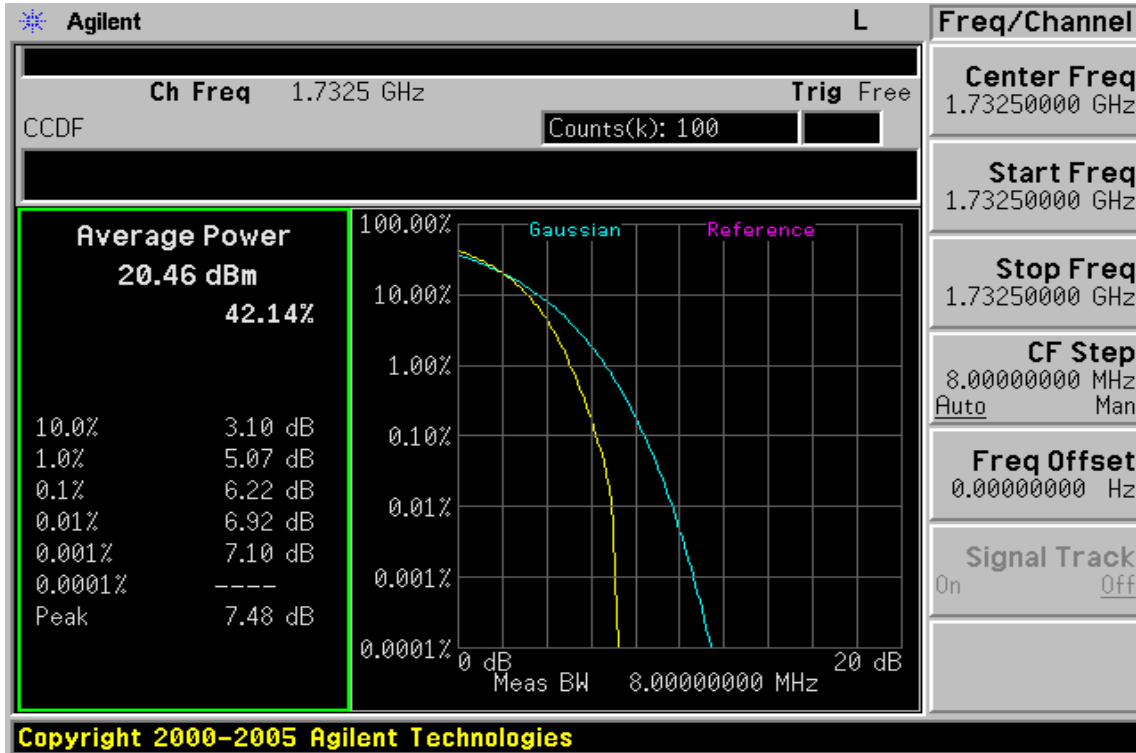 Agilent L Freq/Channel
Ch Freq 1.7325 GHz Trig Free
CCDF Counts(k): 100
Average Power
20.46 dBm
42.14%
10.0% 3.10 dB
1.0% 5.07 dB
0.1% 6.22 dB
0.01% 6.92 dB
0.001% 7.10 dB
0.0001% ----
Peak 7.48 dB
Gaussian Reference
100.00%
10.00%
1.00%
0.10%
0.01%
0.001%
0.0001%
0 dB 20 dB
Meas BW 8.00000000 MHz
Center Freq
1.73250000 GHz
Start Freq
1.73250000 GHz
Stop Freq
1.73250000 GHz
CF Step
8.00000000 MHz
Auto Man
Freq Offset
0.00000000 Hz
Signal Track
On Off
Copyright 2000-2005 Agilent Technologies